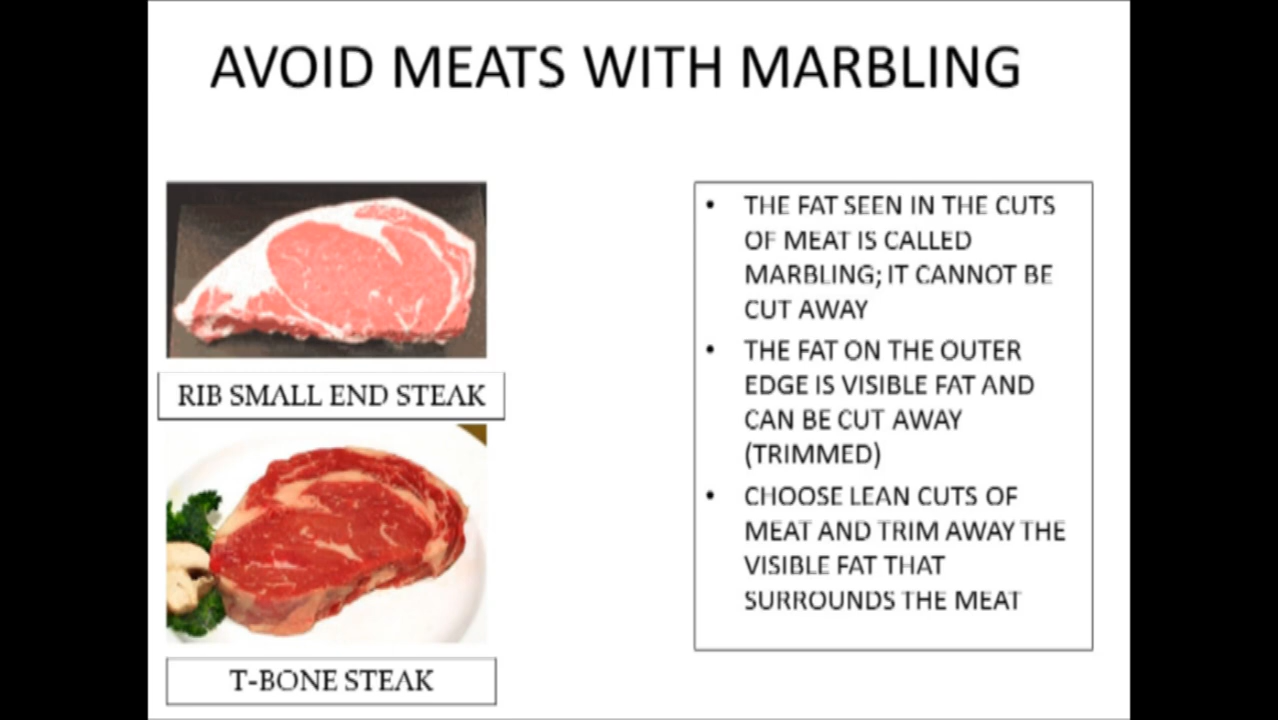 AVOID MEATS WITH MARBLING
RIB SMALL END STEAK
T-BONE STEAK
• THE FAT SEEN IN THE CUTS
OF MEAT IS CALLED
MARBLING; IT CANNOT BE
CUT AWAY
• THE FAT ON THE OUTER
EDGE IS VISIBLE FAT AND
CAN BE CUT AWAY
(TRIMMED)
• CHOOSE LEAN CUTS OF
MEAT AND TRIM AWAY THE
VISIBLE FAT THAT
SURROUNDS THE MEAT